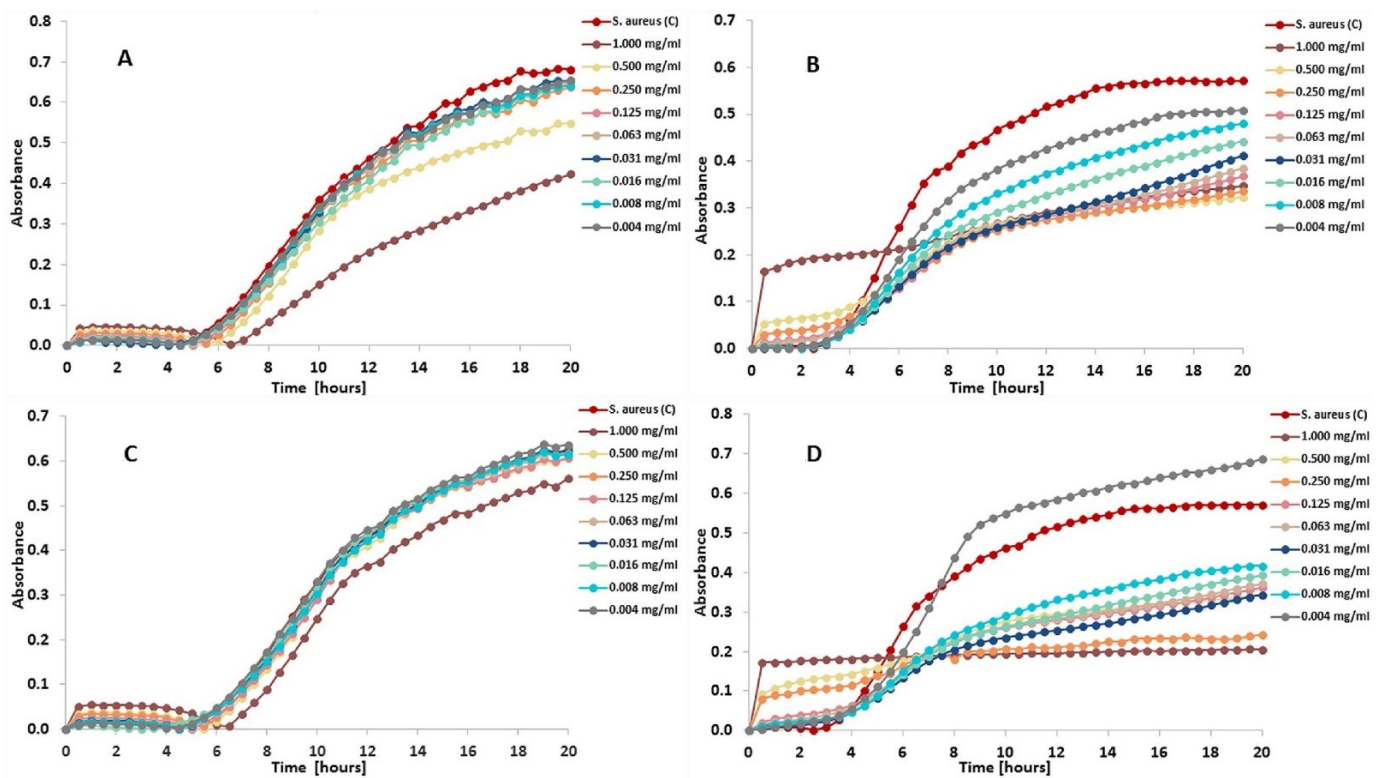 A
Absorbance
0.8
0.7
0.6
0.5
0.4
0.3
0.2
0.1
0.0
0 2 4 6 8 10 12 14 16 18 20
Time [hours]
S. aureus (C)
1.000 mg/ml
0.500 mg/ml
0.250 mg/ml
0.125 mg/ml
0.063 mg/ml
0.031 mg/ml
0.016 mg/ml
0.008 mg/ml
0.004 mg/ml
B
Absorbance
0.7
0.6
0.5
0.4
0.3
0.2
0.1
0.0
0 2 4 6 8 10 12 14 16 18 20
Time [hours]
S. aureus (C)
1.000 mg/ml
0.500 mg/ml
0.250 mg/ml
0.125 mg/ml
0.063 mg/ml
0.031 mg/ml
0.016 mg/ml
0.008 mg/ml
0.004 mg/ml
C
Absorbance
0.7
0.6
0.5
0.4
0.3
0.2
0.1
0.0
0 2 4 6 8 10 12 14 16 18 20
Time [hours]
S. aureus (C)
1.000 mg/ml
0.500 mg/ml
0.250 mg/ml
0.125 mg/ml
0.063 mg/ml
0.031 mg/ml
0.016 mg/ml
0.008 mg/ml
0.004 mg/ml
D
Absorbance
0.8
0.7
0.6
0.5
0.4
0.3
0.2
0.1
0.0
0 2 4 6 8 10 12 14 16 18 20
Time [hours]
S. aureus (C)
1.000 mg/ml
0.500 mg/ml
0.250 mg/ml
0.125 mg/ml
0.063 mg/ml
0.031 mg/ml
0.016 mg/ml
0.008 mg/ml
0.004 mg/ml